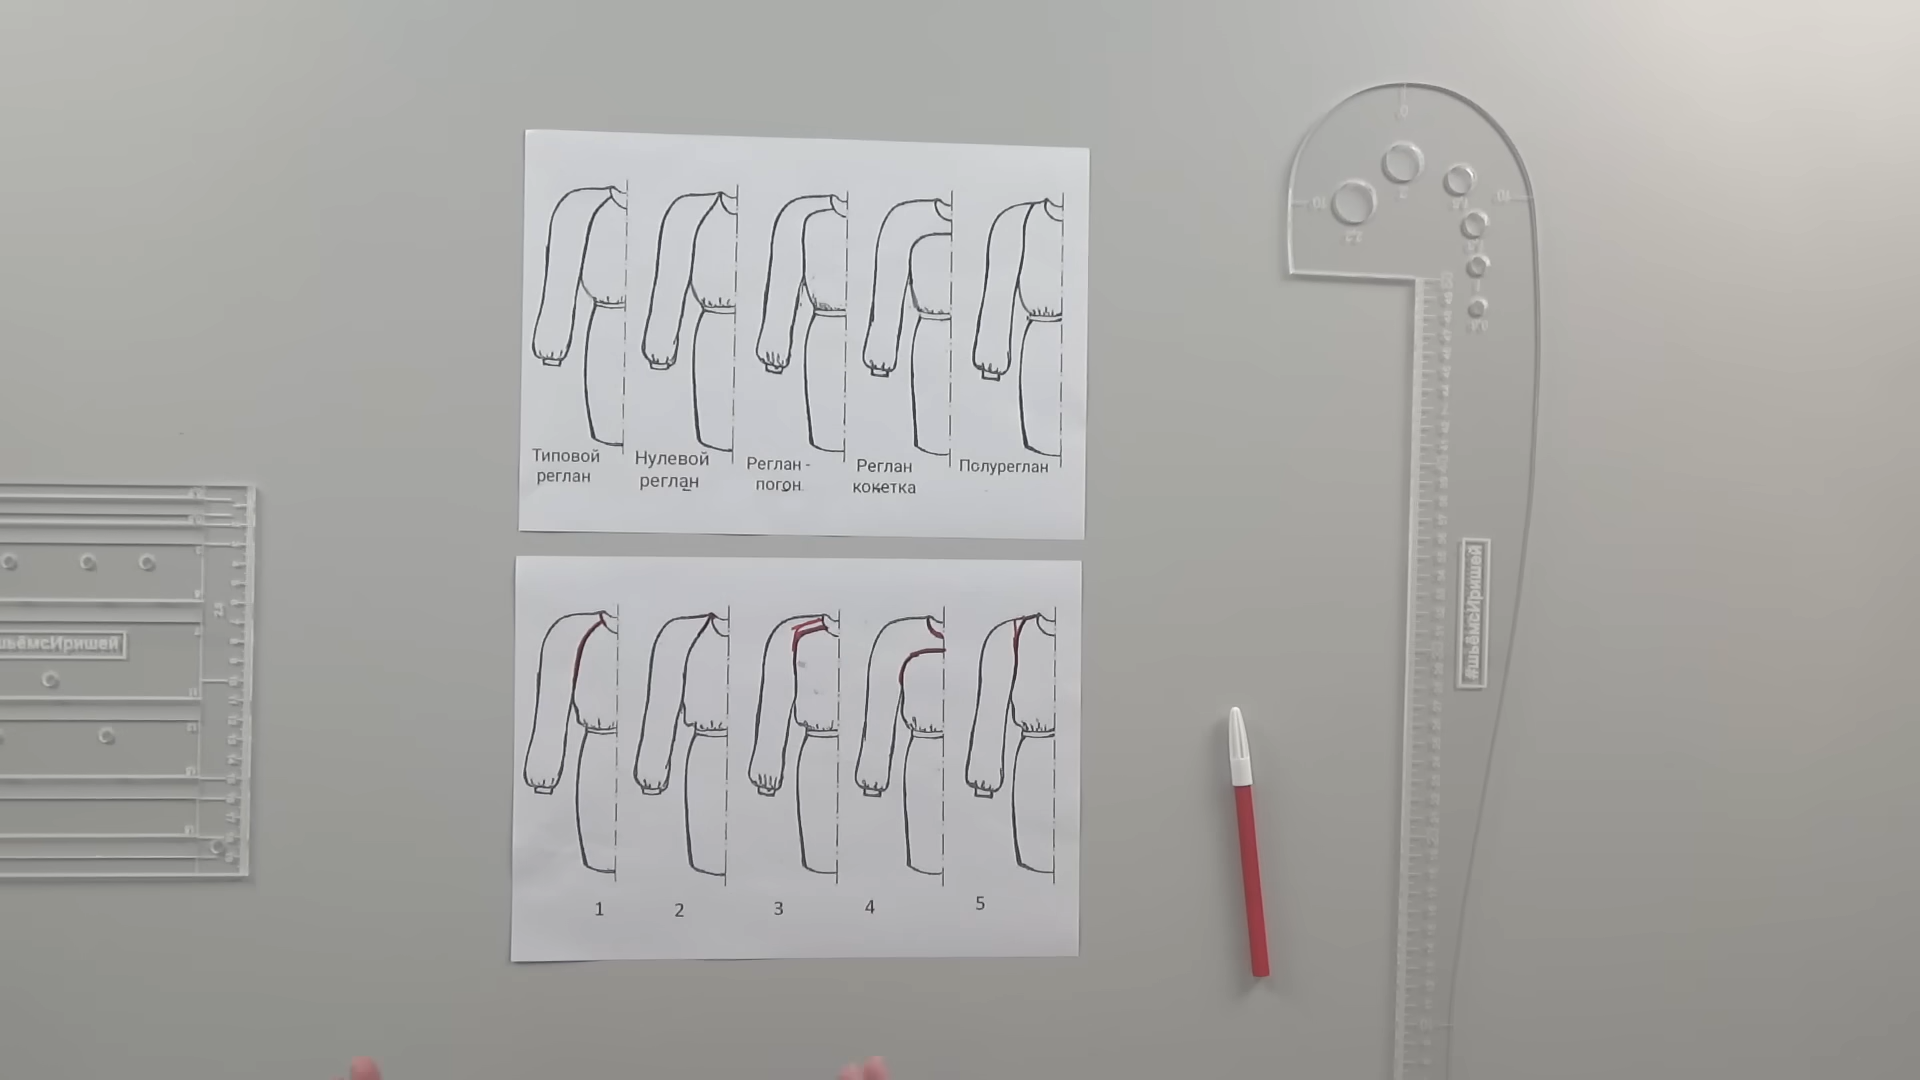 Типовой
реглан
Нулевой
реглан
Реглан -
погон
Реглан
кокетка
Полуреглан
1
2
3
4
5
#шьёмсИришей
шьёмсИришей